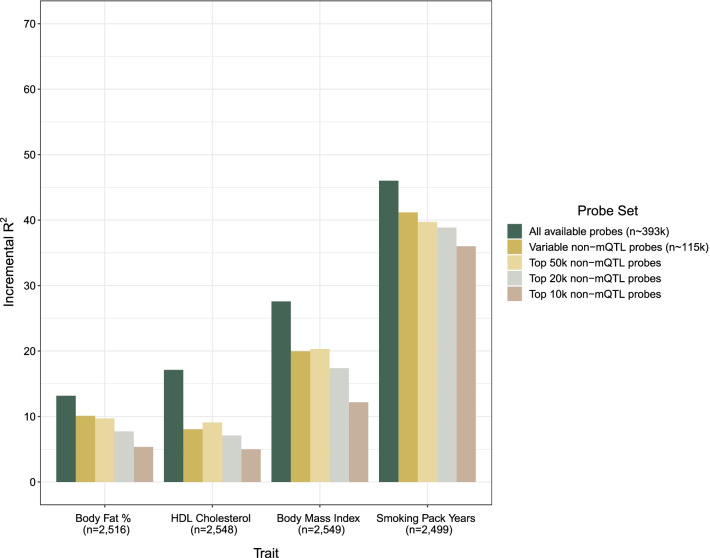 70
60
50
40
30
20
10
0
Incremental R²
Body Fat %
(n=2,516)
HDL Cholesterol
(n=2,548)
Body Mass Index
(n=2,549)
Smoking Pack Years
(n=2,499)
Trait
Probe Set
All available probes (n~393k)
Variable non−mQTL probes (n~115k)
Top 50k non−mQTL probes
Top 20k non−mQTL probes
Top 10k non−mQTL probes